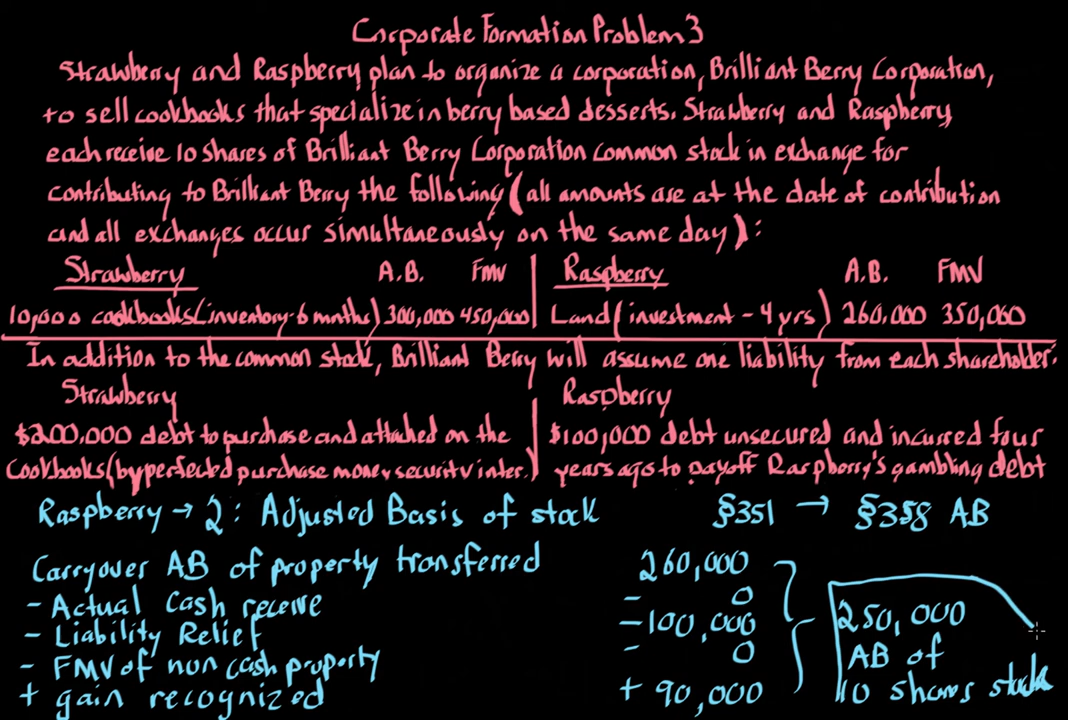 Corporate Formation Problem 3
Strawberry and Raspberry plan to organize a corporation, Brilliant Berry Corporation,
to sell cookbooks that specialize in berry based desserts. Strawberry and Raspberry
each receive 10 shares of Brilliant Berry Corporation common stock in exchange for
contributing to Brilliant Berry the following (all amounts are at the date of contribution
and all exchanges occur simultaneously on the same day):
Strawberry A.B. FMV Raspberry A.B. FMV
10,000 cookbooks (inventory-6 months) 300,000 450,000 Land (investment - 4 yrs) 260,000 350,000
In addition to the common stock, Brilliant Berry will assume one liability from each shareholder:
Strawberry Raspberry
$200,000 debt to purchase and attached on the $100,000 debt unsecured and incurred four
cookbooks (by perfected purchase money security inter.) years ago to payoff Raspberry's gambling debt
Raspberry → 2: Adjusted Basis of stock §351 → §358 AB
Carryover AB of property transferred 260,000
- Actual cash receive - 0
- Liability Relief - 100,000 250,000
- FMV of non cash property - 0 AB of
+ gain recognized + 90,000 10 shares stock